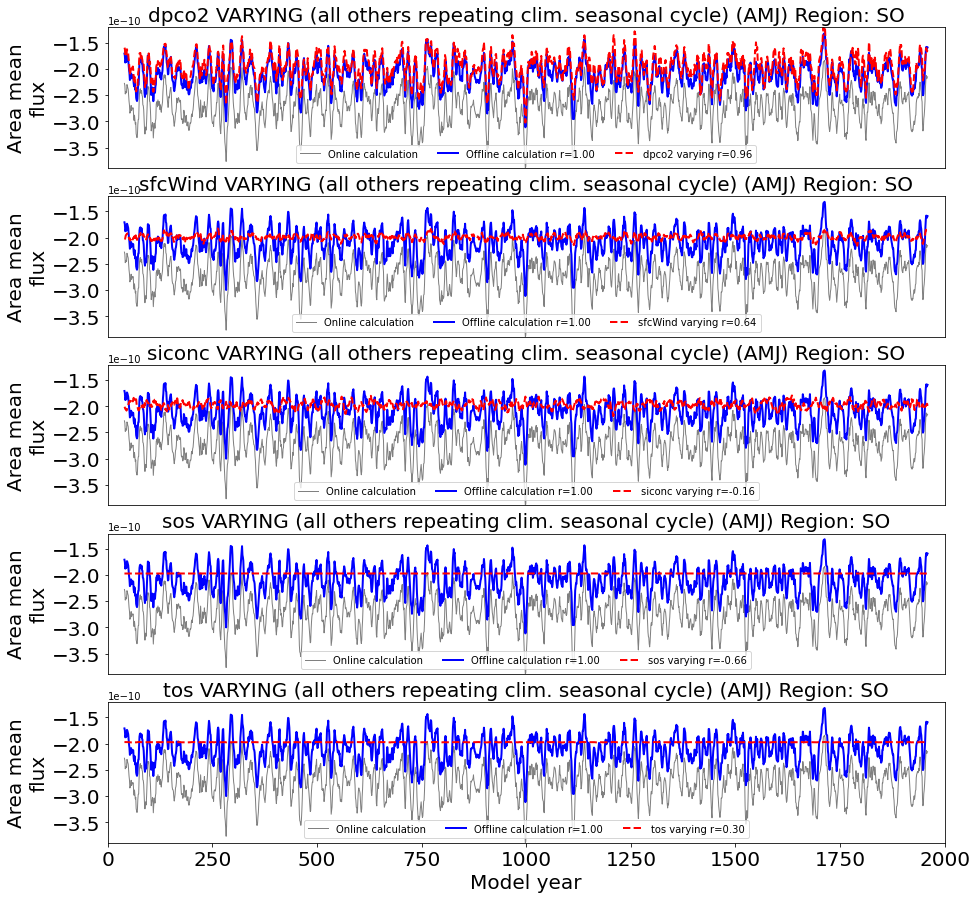 dpco2 VARYING (all others repeating clim. seasonal cycle) (AMJ) Region: SO
1e−10
−1.5
−2.0
−2.5
−3.0
−3.5
Area mean
flux
Online calculation Offline calculation r=1.00 dpco2 varying r=0.96
sfcWind VARYING (all others repeating clim. seasonal cycle) (AMJ) Region: SO
1e−10
−1.5
−2.0
−2.5
−3.0
−3.5
Area mean
flux
Online calculation Offline calculation r=1.00 sfcWind varying r=0.64
siconc VARYING (all others repeating clim. seasonal cycle) (AMJ) Region: SO
1e−10
−1.5
−2.0
−2.5
−3.0
−3.5
Area mean
flux
Online calculation Offline calculation r=1.00 siconc varying r=-0.16
sos VARYING (all others repeating clim. seasonal cycle) (AMJ) Region: SO
1e−10
−1.5
−2.0
−2.5
−3.0
−3.5
Area mean
flux
Online calculation Offline calculation r=1.00 sos varying r=-0.66
tos VARYING (all others repeating clim. seasonal cycle) (AMJ) Region: SO
1e−10
−1.5
−2.0
−2.5
−3.0
−3.5
Area mean
flux
Online calculation Offline calculation r=1.00 tos varying r=0.30
0 250 500 750 1000 1250 1500 1750 2000
Model year